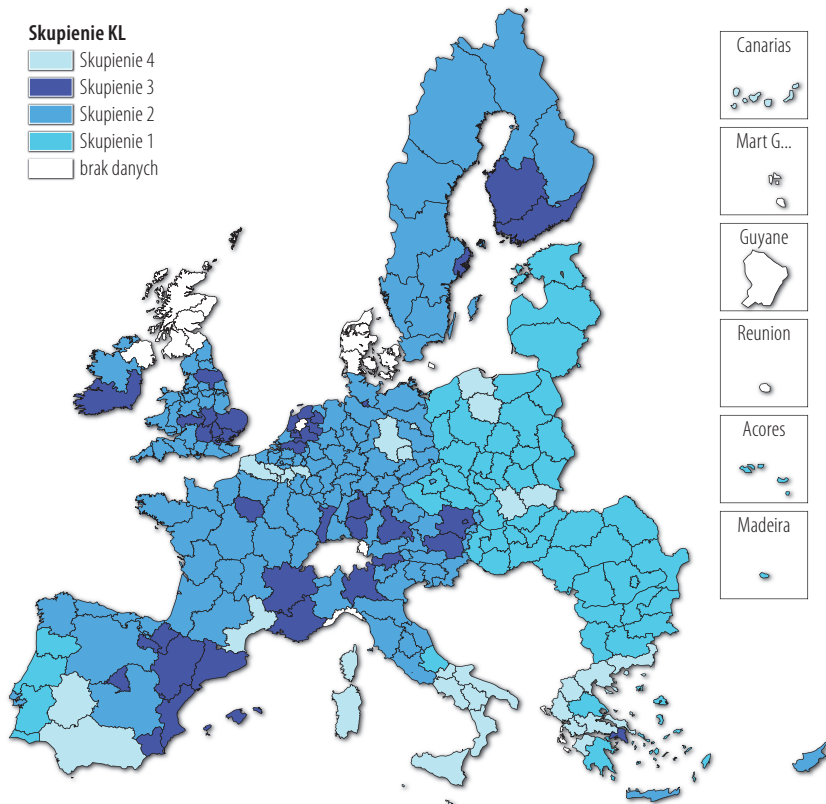 Skupienie KL
Skupienie 4
Skupienie 3
Skupienie 2
Skupienie 1
brak danych
Canarias
Mart G...
Guyane
Reunion
Acores
Madeira